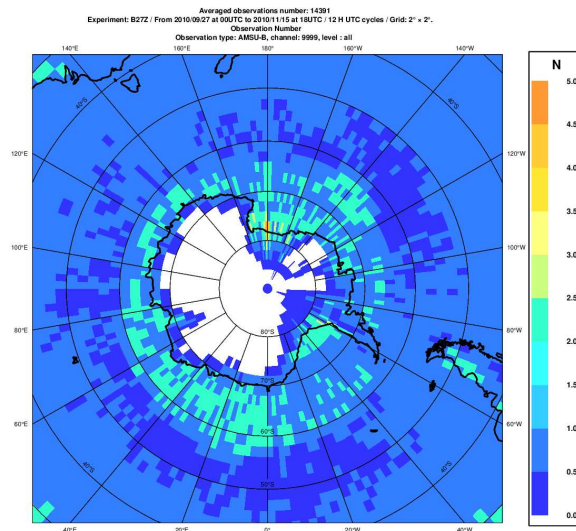 Averaged observations number: 14391
Experiment: B27Z / From 2010/09/27 at 00UTC to 2010/11/15 at 18UTC / 12 H UTC cycles / Grid: 2° × 2°.
Observation Number
Observation type: AMSU-B, channel: 9999, level : all
140°E 160°E 180°E 160°W 140°W
N
5.0
40°S 40°S
4.5
120°E 120°W
4.0
3.5
100°E 100°W
3.0
2.5
80°E 80°W
80°S
2.0
70°S
1.5
60°E 60°W
60°S
1.0
50°S
0.5
40°S 40°S
0.0
40°E 20°E 0° 20°W 40°W